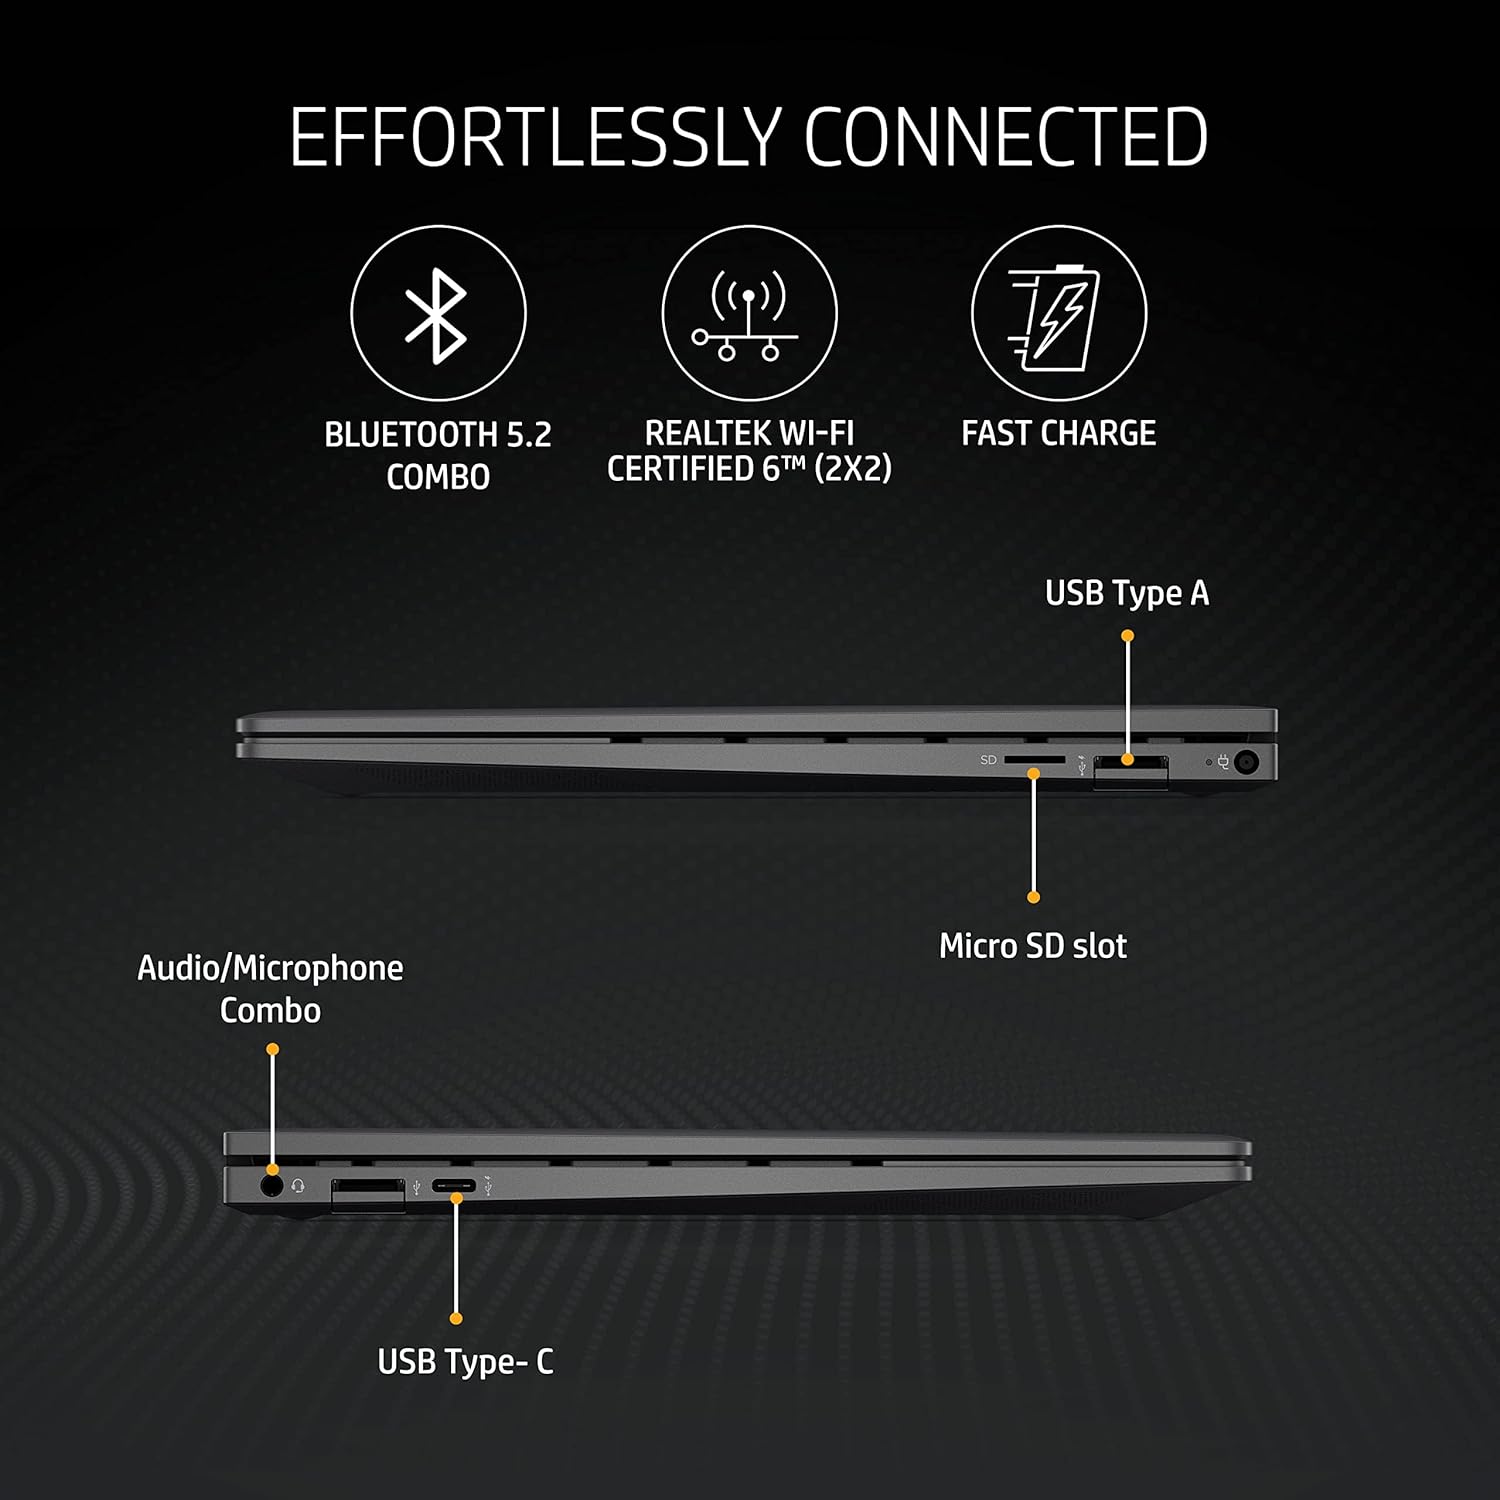 EFFORTLESSLY CONNECTED
BLUETOOTH 5.2
COMBO
REALTEK WI-FI
CERTIFIED 6™ (2X2)
FAST CHARGE
USB Type A
SD
Micro SD slot
Audio/Microphone
Combo
USB Type- C